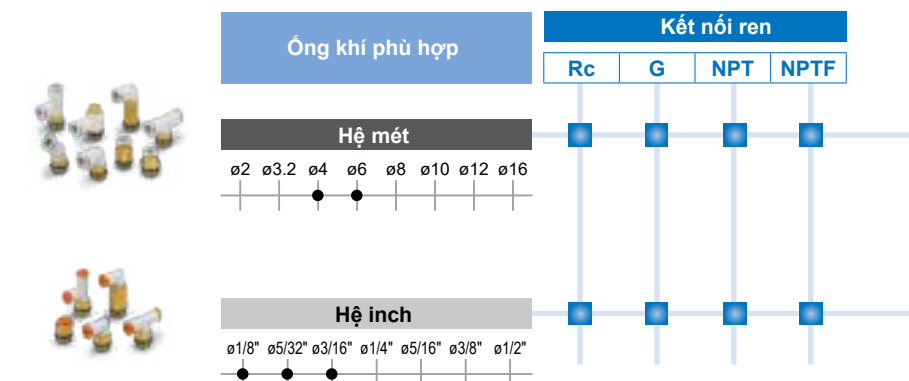 Ống khí phù hợp
Kết nối ren
Rc G NPT NPTF
Hệ mét
ø2 ø3.2 ø4 ø6 ø8 ø10 ø12 ø16
Hệ inch
ø1/8" ø5/32" ø3/16" ø1/4" ø5/16" ø3/8" ø1/2"